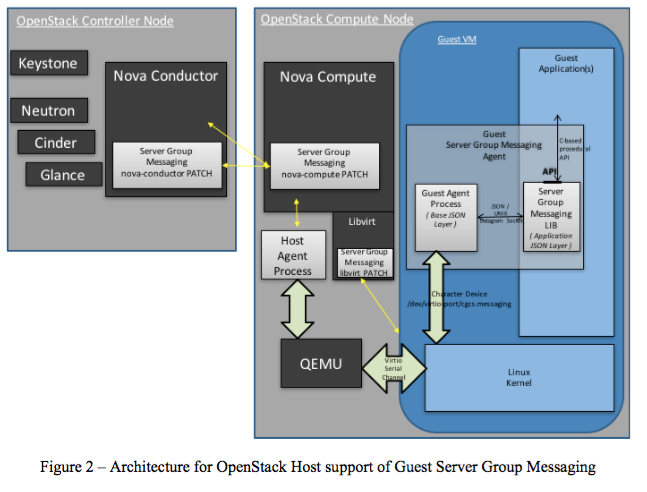 OpenStack Controller Node
Keystone
Neutron
Cinder
Glance
Nova Conductor
Server Group
Messaging
nova-conductor PATCH
OpenStack Compute Node
Nova Compute
Server Group
Messaging
nova-compute PATCH
Libvirt
Server Group
Messaging
libvirt PATCH
Host
Agent
Process
QEMU
Virtio
Serial
Channel
Guest VM
Guest
Application(s)
C-based
procedural
API
Guest
Server Group Messaging
Agent
API
Guest Agent
Process
( Base JSON
Layer )
JSON /
UNIX
Datagram Socket
Server
Group
Messaging
LIB
( Application
JSON Layer )
Character Device
/dev/virtio-port/cgcs.messaging
Linux
Kernel
Figure 2 – Architecture for OpenStack Host support of Guest Server Group Messaging